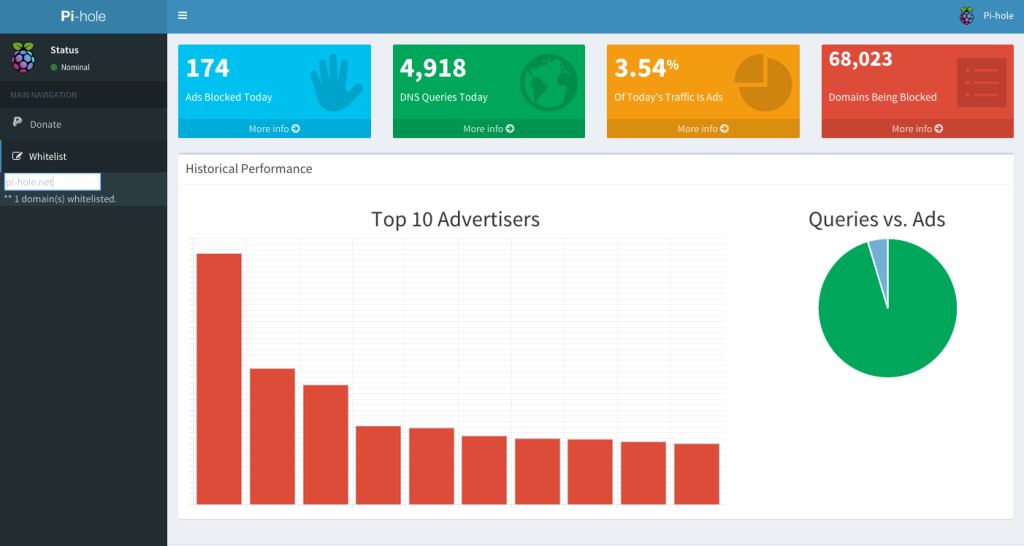 Pi-hole
Pi-hole
Status
Nominal
MAIN NAVIGATION
Donate
Whitelist
pi-hole.net
** 1 domain(s) whitelisted.
174
Ads Blocked Today
More info
4,918
DNS Queries Today
More info
3.54%
Of Today's Traffic Is Ads
More info
68,023
Domains Being Blocked
More info
Historical Performance
Top 10 Advertisers
Queries vs. Ads